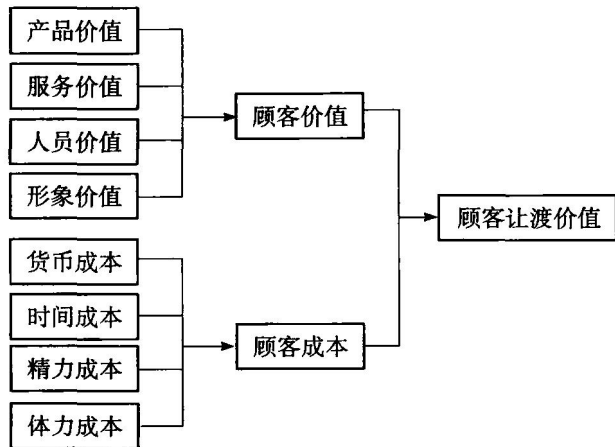 产品价值
服务价值
人员价值
形象价值
顾客价值
顾客让渡价值
货币成本
时间成本
精力成本
体力成本
顾客成本